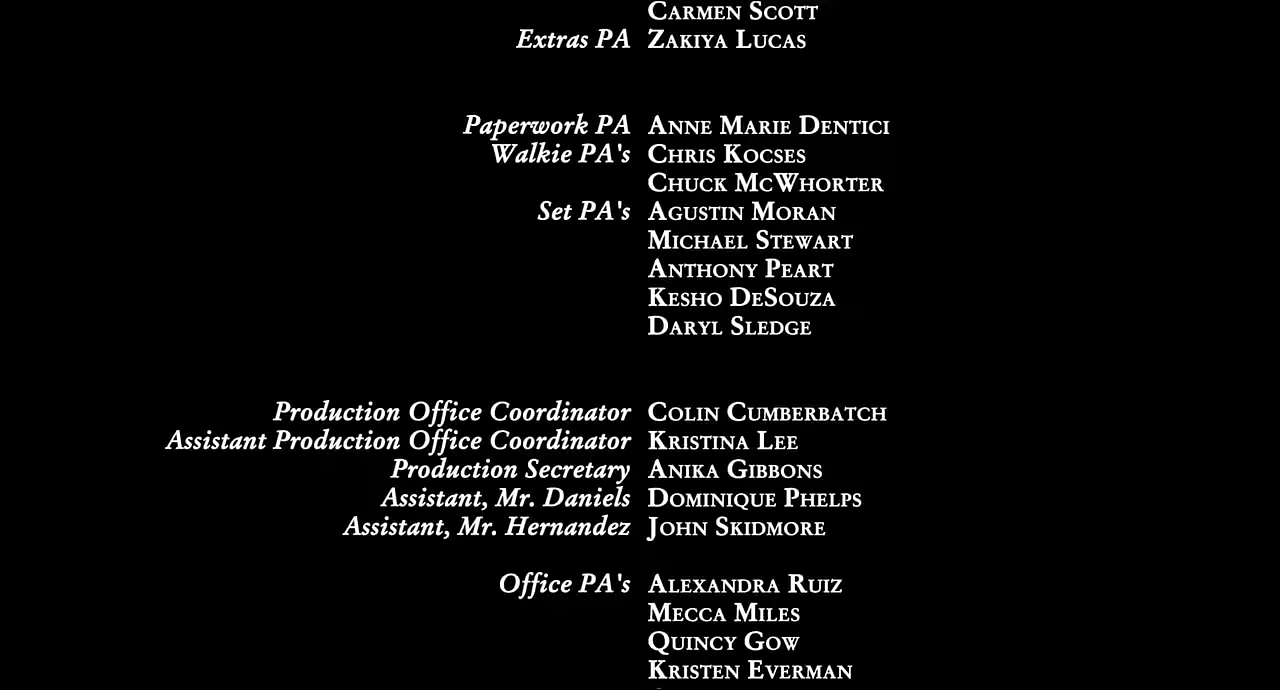 Carmen Scott
Extras PA Zakiya Lucas
Paperwork PA Anne Marie Dentici
Walkie PA's Chris Kocses
Chuck McWhorter
Set PA's Agustin Moran
Michael Stewart
Anthony Peart
Kesho DeSouza
Daryl Sledge
Production Office Coordinator Colin Cumberbatch
Assistant Production Office Coordinator Kristina Lee
Production Secretary Anika Gibbons
Assistant, Mr. Daniels Dominique Phelps
Assistant, Mr. Hernandez John Skidmore
Office PA's Alexandra Ruiz
Mecca Miles
Quincy Gow
Kristen Everman